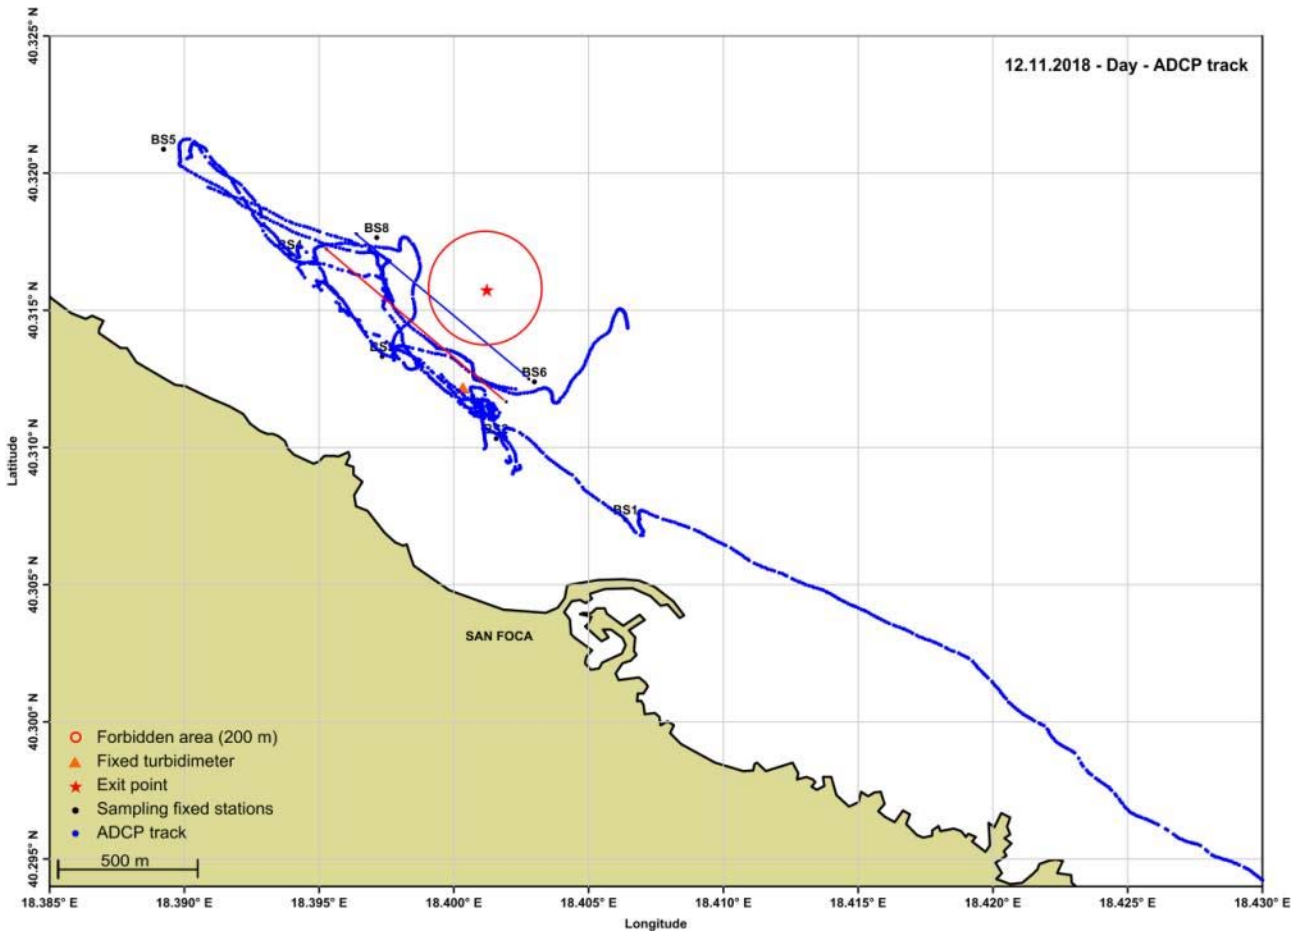 12.11.2018 - Day - ADCP track
40.325° N
40.320° N
40.315° N
40.310° N
40.305° N
40.300° N
40.295° N
Latitude
BS5
BS8
BS4
BS6
BS1
SAN FOCA
Forbidden area (200 m)
Fixed turbidimeter
Exit point
Sampling fixed stations
ADCP track
500 m
18.385° E
18.390° E
18.395° E
18.400° E
18.405° E
18.410° E
18.415° E
18.420° E
18.425° E
18.430° E
Longitude